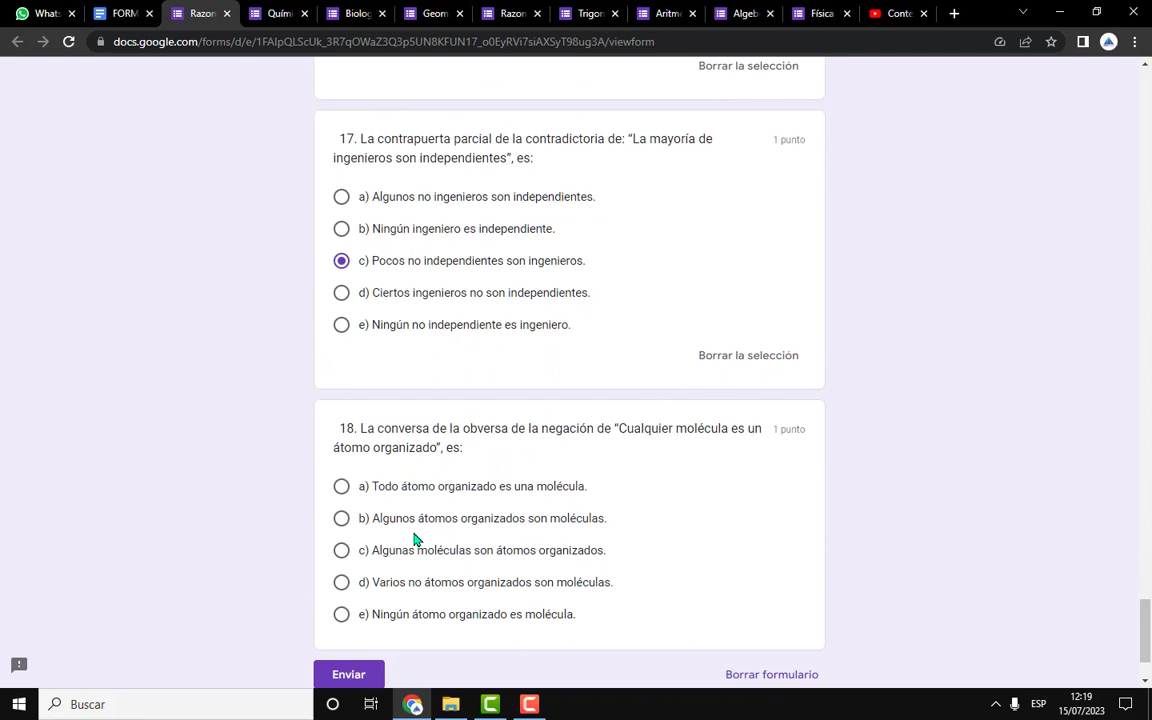 Whats
FORM
Razon
Quími
Biolog
Geom
Razon
Trigon
Aritm
Algeb
Física
Conte
docs.google.com/forms/d/e/1FAIpQLScUk_3R7qOWaZ3Q3p5UN8KFUN17_o0EyRVi7siAXSyT98ug3A/viewform
Borrar la selección
17. La contrapuerta parcial de la contradictoria de: “La mayoría de
ingenieros son independientes”, es:
1 punto
a) Algunos no ingenieros son independientes.
b) Ningún ingeniero es independiente.
c) Pocos no independientes son ingenieros.
d) Ciertos ingenieros no son independientes.
e) Ningún no independiente es ingeniero.
Borrar la selección
18. La conversa de la obversa de la negación de “Cualquier molécula es un
átomo organizado”, es:
1 punto
a) Todo átomo organizado es una molécula.
b) Algunos átomos organizados son moléculas.
c) Algunas moléculas son átomos organizados.
d) Varios no átomos organizados son moléculas.
e) Ningún átomo organizado es molécula.
Enviar
Borrar formulario
Buscar
ESP
12:19
15/07/2023